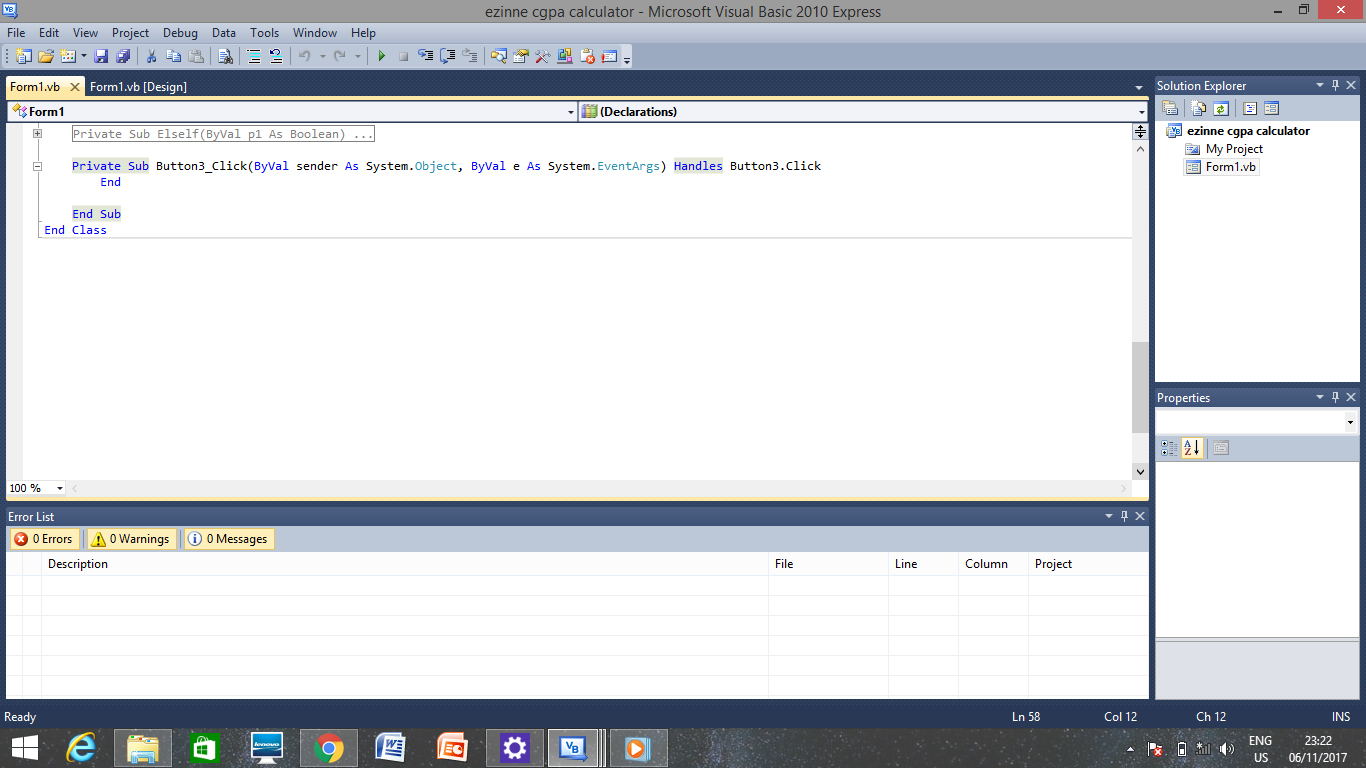 ezinne cgpa calculator - Microsoft Visual Basic 2010 Express
File Edit View Project Debug Data Tools Window Help
Form1.vb Form1.vb [Design]
Form1 (Declarations)
Private Sub Elself(ByVal p1 As Boolean) ...
Private Sub Button3_Click(ByVal sender As System.Object, ByVal e As System.EventArgs) Handles Button3.Click
End
End Sub
End Class
100 %
Solution Explorer
ezinne cgpa calculator
My Project
Form1.vb
Properties
Error List
0 Errors 0 Warnings 0 Messages
Description File Line Column Project
Ready Ln 58 Col 12 Ch 12 INS
ENG 23:22
US 06/11/2017